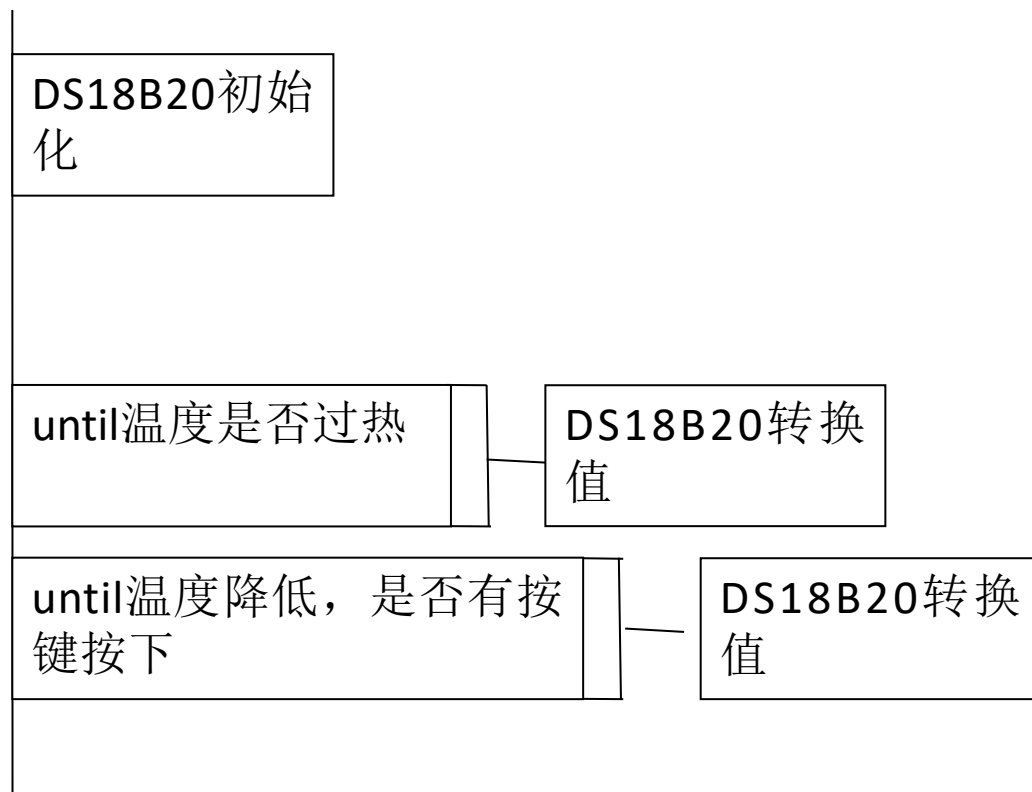 DS18B20初始
化
until温度是否过热
DS18B20转换
值
until温度降低，是否有按
键按下
DS18B20转换
值